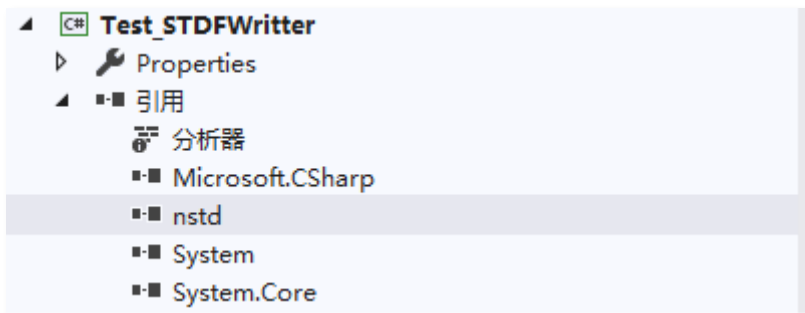 C# Test_STDFWritter
Properties
引用
分析器
Microsoft.CSharp
nstd
System
System.Core